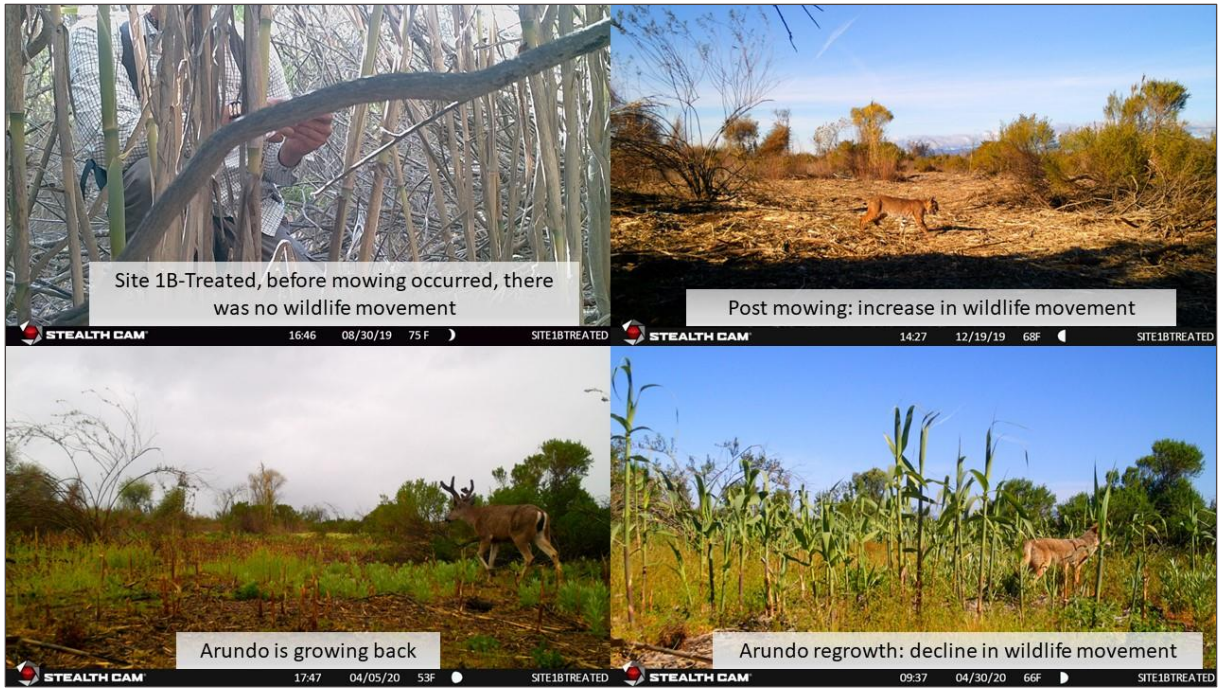 Site 1B-Treated, before mowing occurred, there
was no wildlife movement
STEALTH CAM 16:46 08/30/19 75 F SITE1BTREATED
Post mowing: increase in wildlife movement
STEALTH CAM 14:27 12/19/19 68F SITE1BTREATED
Arundo is growing back
STEALTH CAM 17:47 04/05/20 53F SITE1BTREATED
Arundo regrowth: decline in wildlife movement
STEALTH CAM 09:37 04/30/20 66F SITE1BTREATED